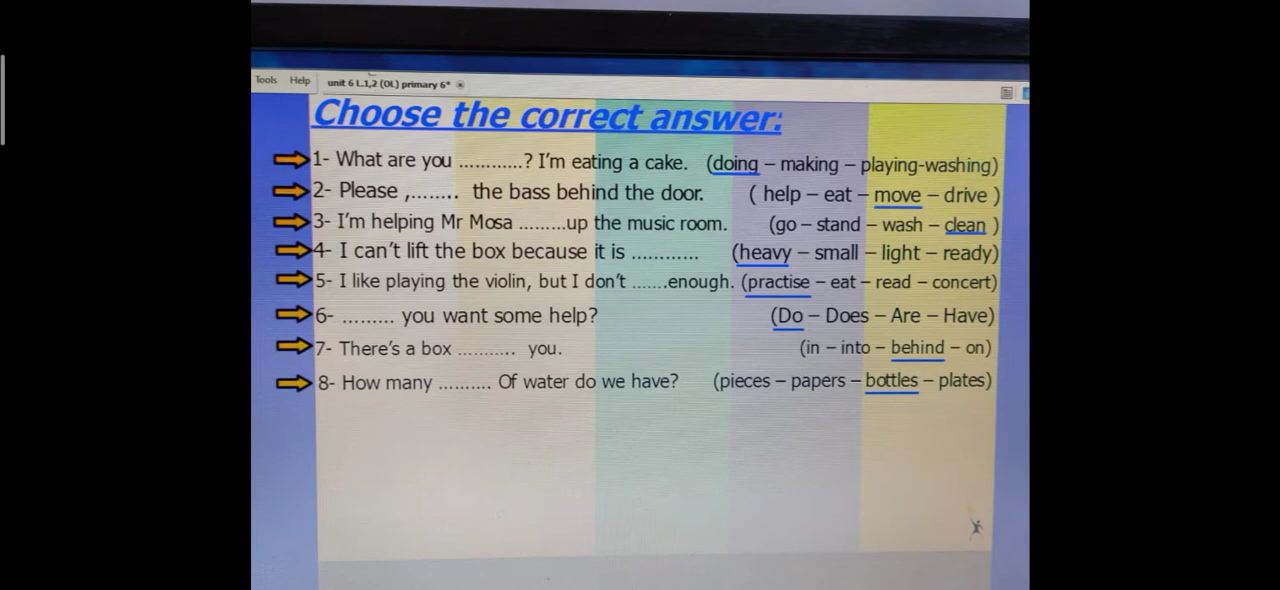 Tools Help unit 6 L.1,2 (OL) primary 6*
Choose the correct answer:
1- What are you ............? I'm eating a cake. (doing – making – playing-washing)
2- Please ,........ the bass behind the door. ( help – eat – move – drive )
3- I'm helping Mr Mosa .........up the music room. (go – stand – wash – clean )
4- I can't lift the box because it is ............ (heavy – small – light – ready)
5- I like playing the violin, but I don't .......enough. (practise – eat – read – concert)
6- ......... you want some help? (Do – Does – Are – Have)
7- There's a box .......... you. (in – into – behind – on)
8- How many .......... Of water do we have? (pieces – papers – bottles – plates)